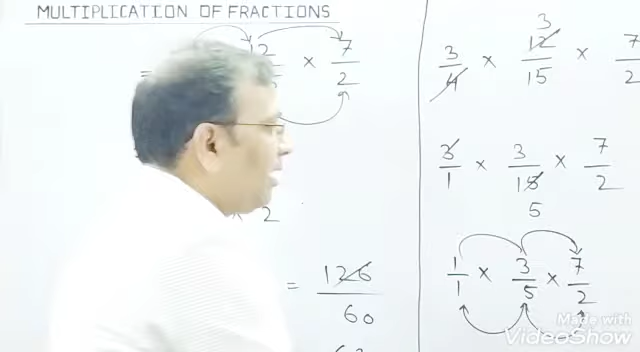 MULTIPLICATION OF FRACTIONS
12/ × 7/2
=
× 2
= 126/60
3
3/4 × 12/15 × 7/2
3/1 × 3/15 × 7/2
5
1/1 × 3/5 × 7/2
Made with
VideoShow